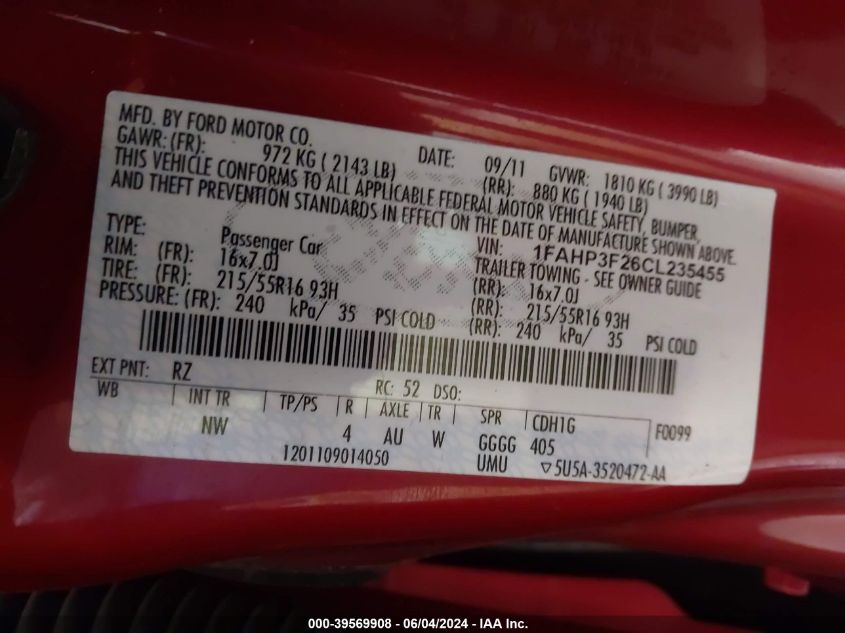 MFD. BY FORD MOTOR CO.
DATE: 09/11 GVWR: 1810 KG ( 3990 LB)
GAWR: (FR): 972 KG ( 2143 LB) (RR): 880 KG ( 1940 LB)
THIS VEHICLE CONFORMS TO ALL APPLICABLE FEDERAL MOTOR VEHICLE SAFETY, BUMPER,
AND THEFT PREVENTION STANDARDS IN EFFECT ON THE DATE OF MANUFACTURE SHOWN ABOVE.
VIN: 1FAHP3F26CL235455
TYPE: Passenger Car TRAILER TOWING - SEE OWNER GUIDE
RIM: (FR): 16x7.0J (RR): 16x7.0J
TIRE: (FR): 215/55R16 93H (RR): 215/55R16 93H
PRESSURE: (FR): 240 kPa/ 35 PSI COLD (RR): 240 kPa/ 35 PSI COLD
EXT PNT: RZ RC: 52 DSO:
WB INT TR TP/PS R AXLE TR SPR CDH1G F0099
NW 4 AU W GGGG 405
1201109014050 UMU ▽5U5A-3520472-AA
000-39569908 - 06/04/2024 - IAA Inc.